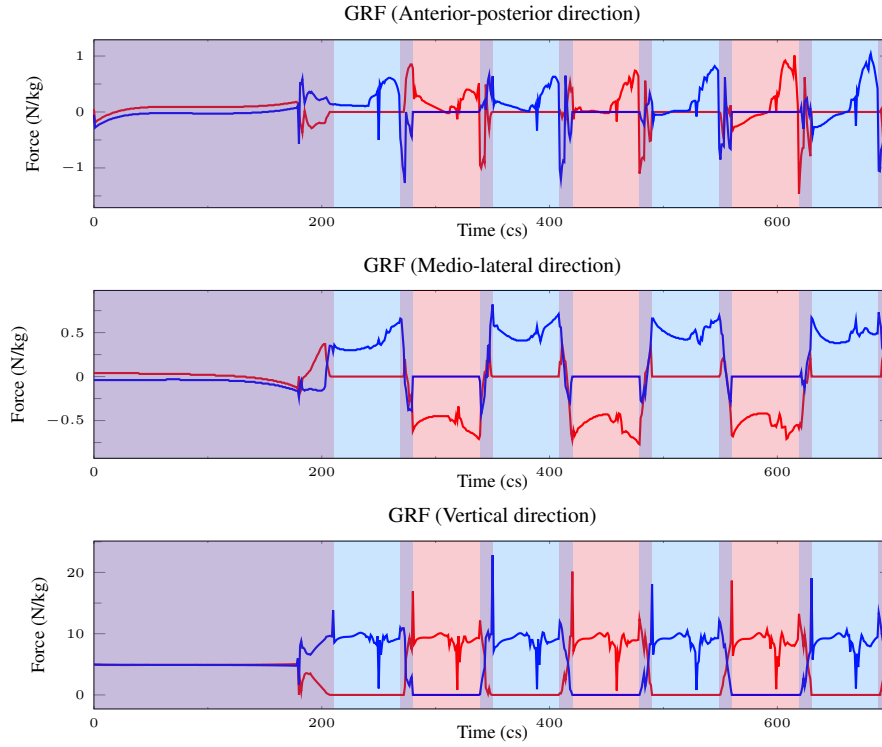 GRF (Anterior-posterior direction)
1
0
−1
Force (N/kg)
0
200
400
600
Time (cs)
GRF (Medio-lateral direction)
0.5
0
−0.5
Force (N/kg)
0
200
400
600
Time (cs)
GRF (Vertical direction)
20
10
0
Force (N/kg)
0
200
400
600
Time (cs)